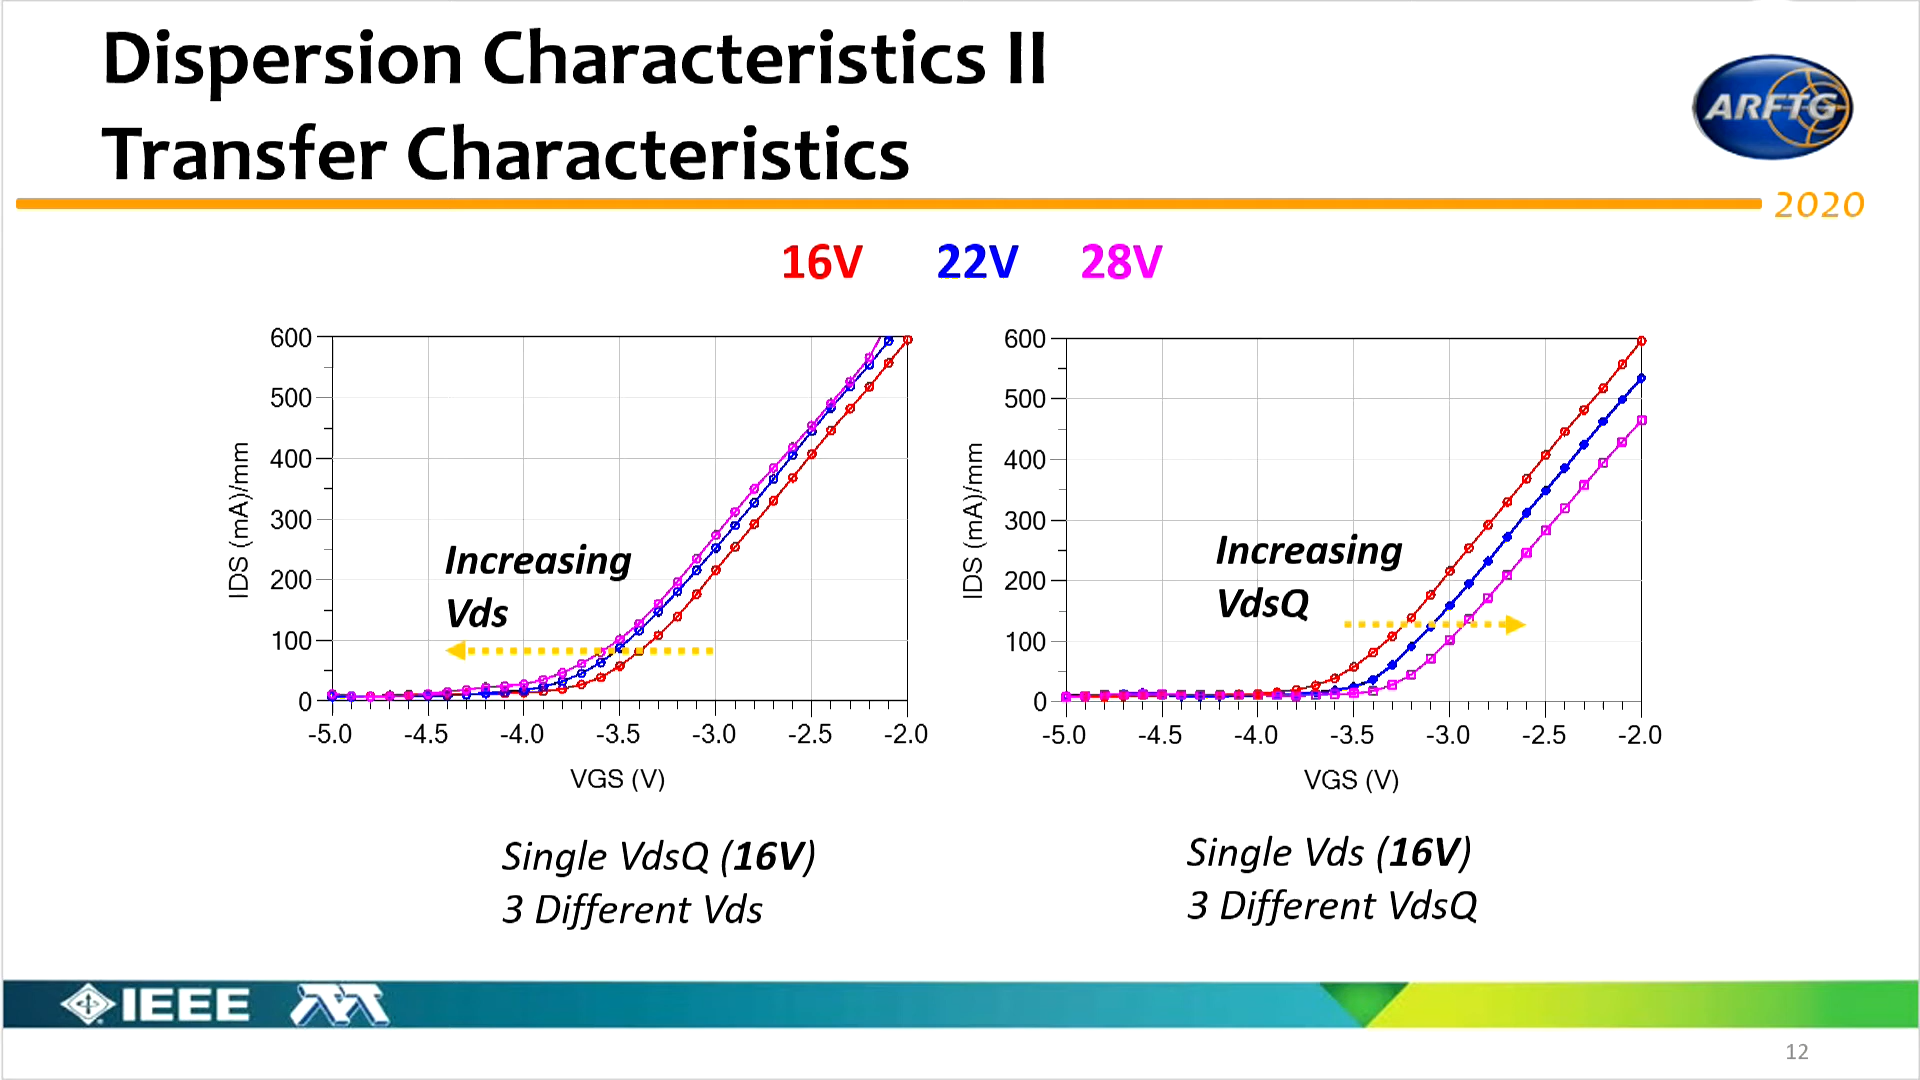 Dispersion Characteristics II
Transfer Characteristics
ARFTG
2020
16V 22V 28V
600
500
400
300
200
100
0
IDS (mA)/mm
Increasing
Vds
-5.0 -4.5 -4.0 -3.5 -3.0 -2.5 -2.0
VGS (V)
Single VdsQ (16V)
3 Different Vds
600
500
400
300
200
100
0
IDS (mA)/mm
Increasing
VdsQ
-5.0 -4.5 -4.0 -3.5 -3.0 -2.5 -2.0
VGS (V)
Single Vds (16V)
3 Different VdsQ
IEEE
12